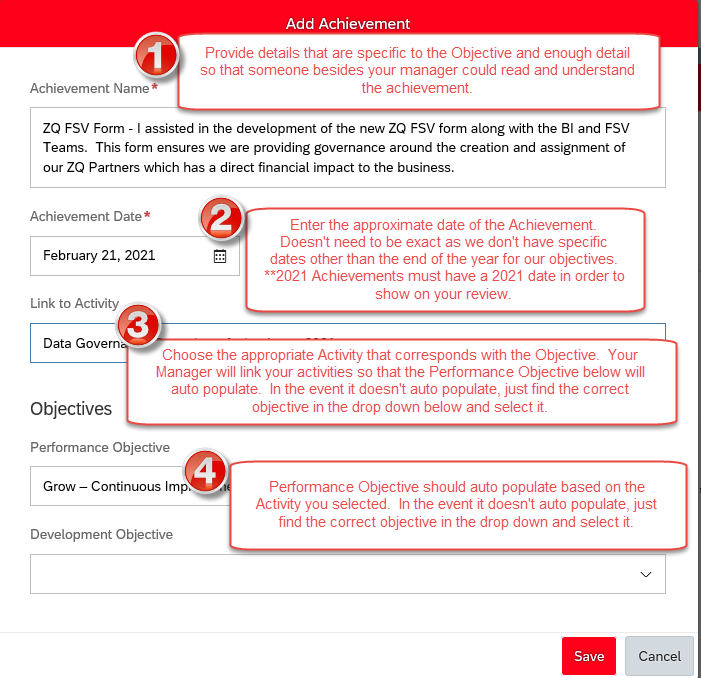 Add Achievement
1
Provide details that are specific to the Objective and enough detail
so that someone besides your manager could read and understand
the achievement.
Achievement Name*
ZQ FSV Form - I assisted in the development of the new ZQ FSV form along with the BI and FSV
Teams.  This form ensures we are providing governance around the creation and assignment of
our ZQ Partners which has a direct financial impact to the business.
Achievement Date*
2
Enter the approximate date of the Achievement.
Doesn't need to be exact as we don't have specific
dates other than the end of the year for our objectives.
**2021 Achievements must have a 2021 date in order to
show on your review.
February 21, 2021
Link to Activity
3
Data Governa
Choose the appropriate Activity that corresponds with the Objective.  Your
Manager will link your activities so that the Performance Objective below will
auto populate.  In the event it doesn't auto populate, just find the correct
objective in the drop down below and select it.
Objectives
Performance Objective
4
Grow – Continuous Imp
Performance Objective should auto populate based on the
Activity you selected.  In the event it doesn't auto populate, just
find the correct objective in the drop down and select it.
Development Objective
Save
Cancel